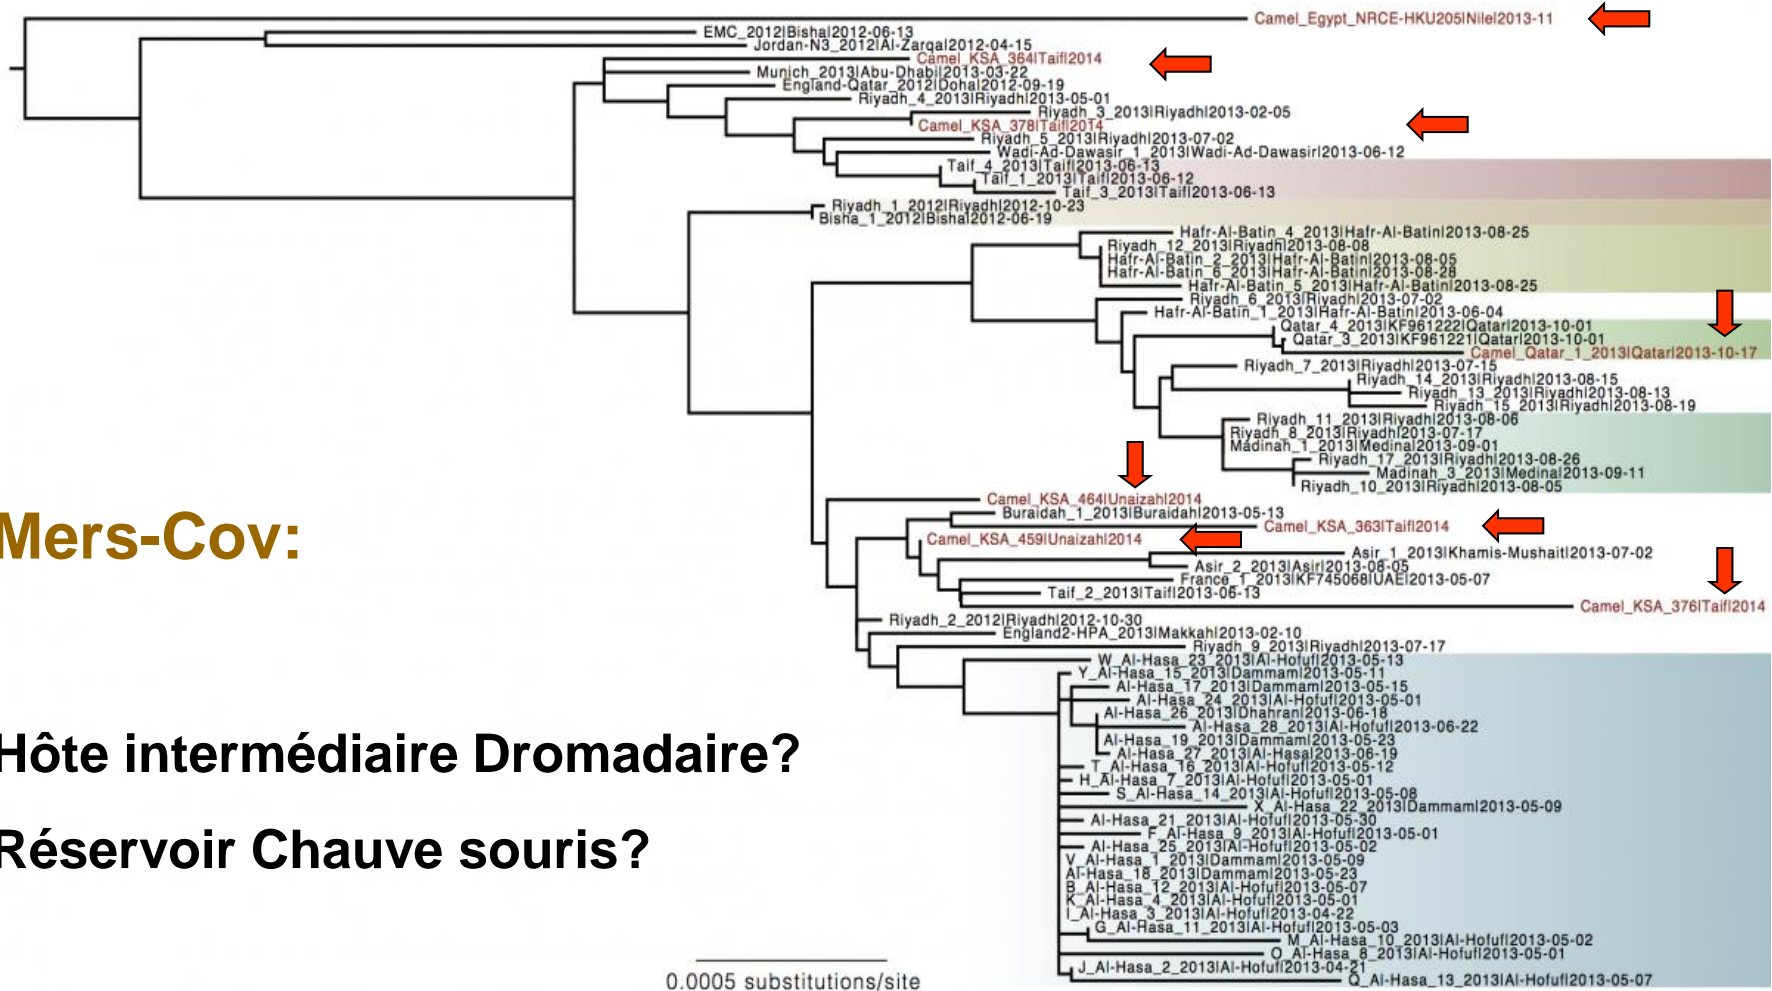 Camel_Egypt_NRCE-HKU205|Nile|2013-11
EMC_2012|Bisha|2012-06-13
Jordan-N3_2012|Al-Zarqa|2012-04-15
Camel_KSA_364|Taif|2014
Munich_2013|Abu-Dhabi|2013-03-22
England-Qatar_2012|Doha|2012-09-19
Riyadh_4_2013|Riyadh|2013-05-01
Riyadh_3_2013|Riyadh|2013-02-05
Camel_KSA_378|Taif|2014
Riyadh_5_2013|Riyadh|2013-07-02
Wadi-Ad-Dawasir_1_2013|Wadi-Ad-Dawasir|2013-06-12
Taif_4_2013|Taif|2013-06-13
Taif_1_2013|Taif|2013-06-12
Taif_3_2013|Taif|2013-06-13
Riyadh_1_2012|Riyadh|2012-10-23
Bisha_1_2012|Bisha|2012-06-19
Hafr-Al-Batin_4_2013|Hafr-Al-Batin|2013-08-25
Riyadh_12_2013|Riyadh|2013-08-08
Hafr-Al-Batin_2_2013|Hafr-Al-Batin|2013-08-05
Hafr-Al-Batin_6_2013|Hafr-Al-Batin|2013-08-28
Hafr-Al-Batin_5_2013|Hafr-Al-Batin|2013-08-25
Riyadh_6_2013|Riyadh|2013-07-02
Hafr-Al-Batin_1_2013|Hafr-Al-Batin|2013-06-04
Qatar_4_2013|KF961222|Qatar|2013-10-01
Qatar_3_2013|KF961221|Qatar|2013-10-01
Camel_Qatar_1_2013|Qatar|2013-10-17
Riyadh_7_2013|Riyadh|2013-07-15
Riyadh_14_2013|Riyadh|2013-08-15
Riyadh_13_2013|Riyadh|2013-08-13
Riyadh_15_2013|Riyadh|2013-08-19
Riyadh_11_2013|Riyadh|2013-08-06
Riyadh_8_2013|Riyadh|2013-07-17
Madinah_1_2013|Medina|2013-09-01
Riyadh_17_2013|Riyadh|2013-08-26
Madinah_3_2013|Medina|2013-09-11
Riyadh_10_2013|Riyadh|2013-08-05
Camel_KSA_464|Unaizah|2014
Buraidah_1_2013|Buraidah|2013-05-13
Camel_KSA_363|Taif|2014
Camel_KSA_459|Unaizah|2014
Asir_1_2013|Khamis-Mushait|2013-07-02
Asir_2_2013|Asir|2013-08-05
France_1_2013|KF745068|UAE|2013-05-07
Taif_2_2013|Taif|2013-06-13
Camel_KSA_376|Taif|2014
Riyadh_2_2012|Riyadh|2012-10-30
England2-HPA_2013|Makkah|2013-02-10
Riyadh_9_2013|Riyadh|2013-07-17
W_Al-Hasa_23_2013|Al-Hofuf|2013-05-13
Y_Al-Hasa_15_2013|Dammam|2013-05-11
Al-Hasa_17_2013|Dammam|2013-05-15
Al-Hasa_24_2013|Al-Hofuf|2013-05-01
Al-Hasa_26_2013|Dhahran|2013-06-18
Al-Hasa_28_2013|Al-Hofuf|2013-06-22
Al-Hasa_19_2013|Dammam|2013-05-23
Al-Hasa_27_2013|Al-Hasa|2013-06-19
T_Al-Hasa_16_2013|Al-Hofuf|2013-05-12
H_Al-Hasa_7_2013|Al-Hofuf|2013-05-01
S_Al-Hasa_14_2013|Al-Hofuf|2013-05-08
X_Al-Hasa_22_2013|Dammam|2013-05-09
Al-Hasa_21_2013|Al-Hofuf|2013-05-30
F_Al-Hasa_9_2013|Al-Hofuf|2013-05-01
Al-Hasa_25_2013|Al-Hofuf|2013-05-02
V_Al-Hasa_1_2013|Dammam|2013-05-09
Al-Hasa_18_2013|Dammam|2013-05-23
B_Al-Hasa_12_2013|Al-Hofuf|2013-05-07
K_Al-Hasa_4_2013|Al-Hofuf|2013-05-01
I_Al-Hasa_3_2013|Al-Hofuf|2013-04-22
G_Al-Hasa_11_2013|Al-Hofuf|2013-05-03
M_Al-Hasa_10_2013|Al-Hofuf|2013-05-02
O_Al-Hasa_8_2013|Al-Hofuf|2013-05-01
J_Al-Hasa_2_2013|Al-Hofuf|2013-04-21
Q_Al-Hasa_13_2013|Al-Hofuf|2013-05-07
0.0005 substitutions/site
Mers-Cov:
Hôte intermédiaire Dromadaire?
Réservoir Chauve souris?